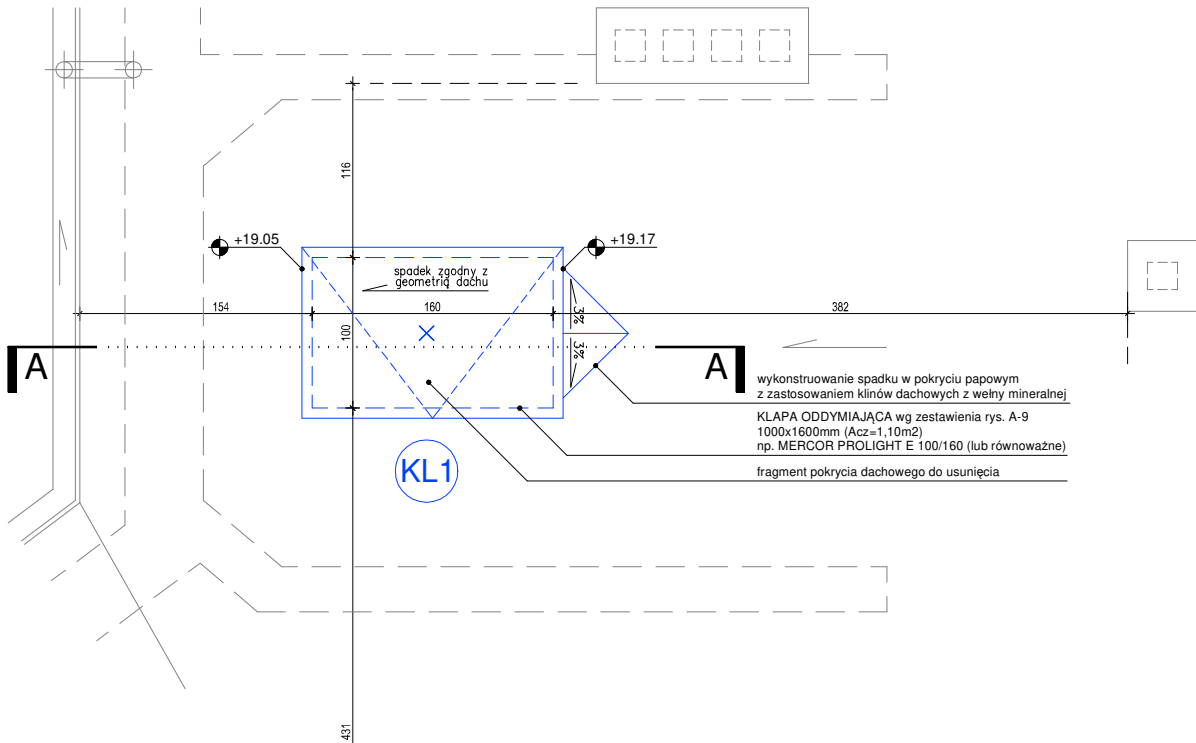 116
+19.05
+19.17
spadek zgodny z
geometrią dachu
154
160
382
100
3%
3%
A
A
wykonstruowanie spadku w pokryciu papowym
z zastosowaniem klinów dachowych z wełny mineralnej
KLAPA ODDYMIAJĄCA wg zestawienia rys. A-9
1000x1600mm (Acz=1,10m2)
np. MERCOR PROLIGHT E 100/160 (lub równoważne)
fragment pokrycia dachowego do usunięcia
KL1
431